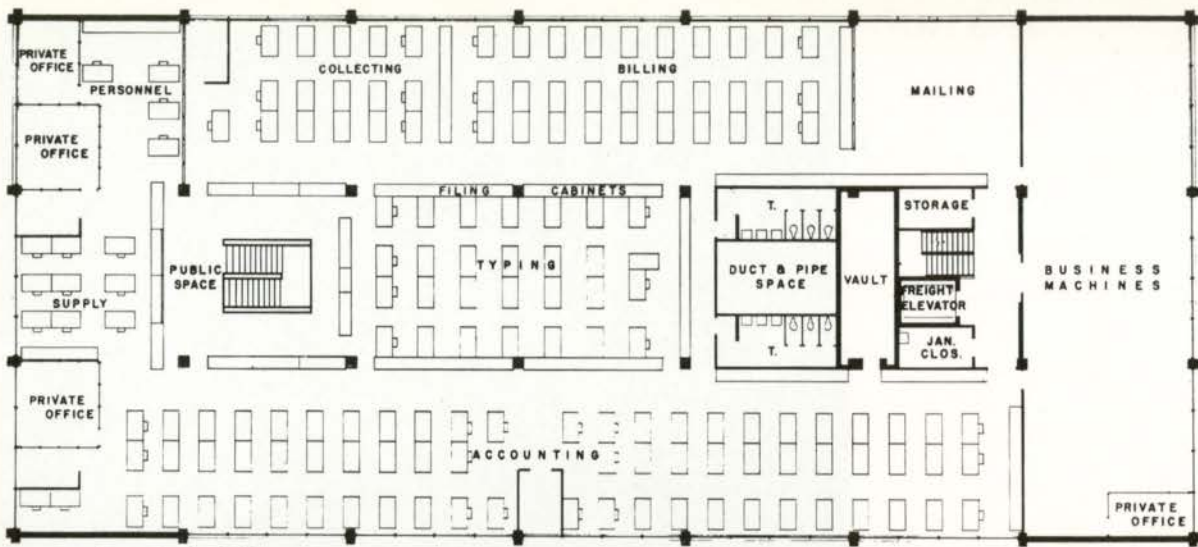 PRIVATE
OFFICE
PERSONNEL
COLLECTING
BILLING
MAILING
PRIVATE
OFFICE
FILING CABINETS
T.
STORAGE
PUBLIC
SPACE
TYPING
DUCT & PIPE
SPACE
VAULT
FREIGHT
ELEVATOR
BUSINESS
MACHINES
SUPPLY
T.
JAN.
CLOS.
PRIVATE
OFFICE
ACCOUNTING
PRIVATE
OFFICE